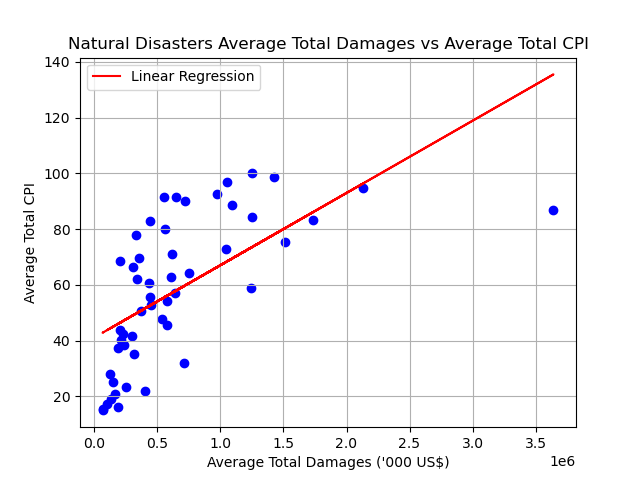 Natural Disasters Average Total Damages vs Average Total CPI
Linear Regression
Average Total CPI
140
120
100
80
60
40
20
0.0 0.5 1.0 1.5 2.0 2.5 3.0 3.5
1e6
Average Total Damages ('000 US$)